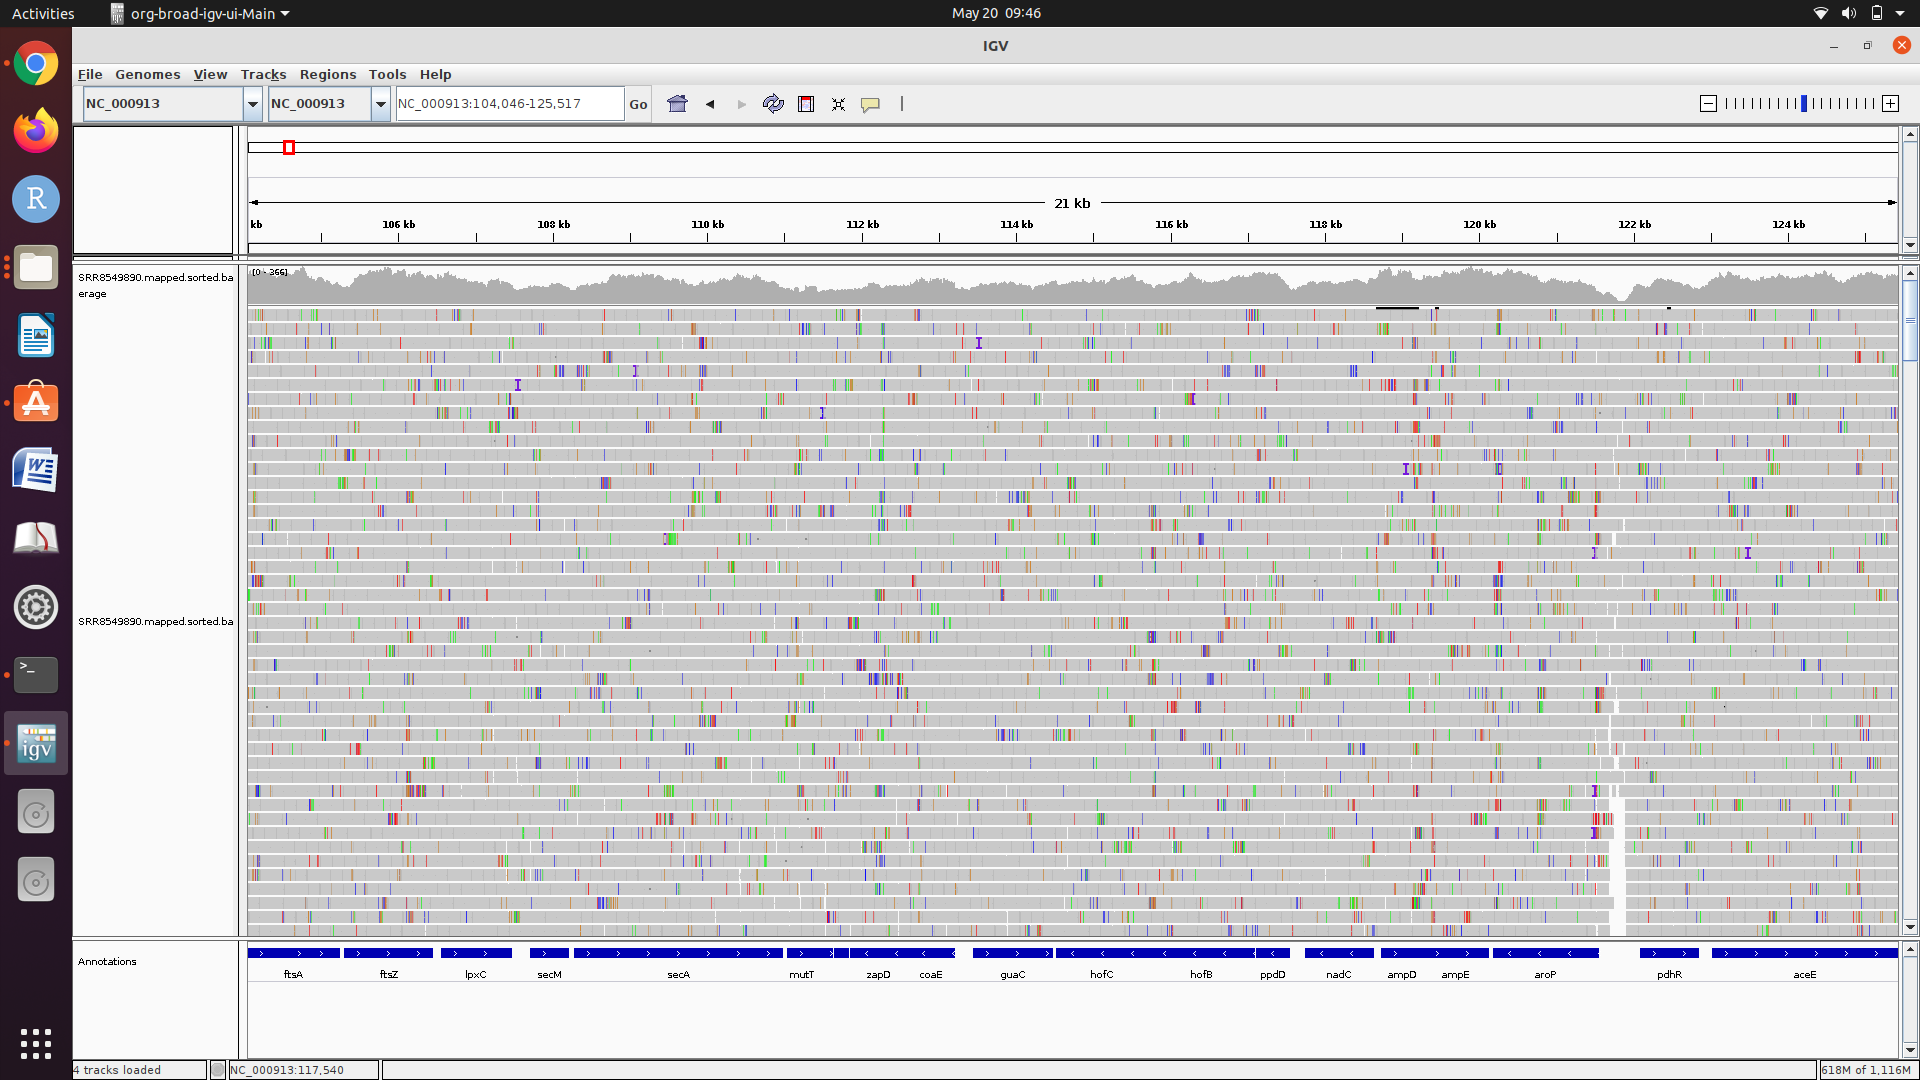 Activities org-broad-igv-ui-Main May 20 09:46
IGV
File Genomes View Tracks Regions Tools Help
NC_000913 NC_000913 NC_000913:104,046-125,517 Go
21 kb
kb 106 kb 108 kb 110 kb 112 kb 114 kb 116 kb 118 kb 120 kb 122 kb 124 kb
[0 - 366]
SRR8549890.mapped.sorted.ba
erage
SRR8549890.mapped.sorted.ba
Annotations
ftsA ftsZ lpxC secM secA mutT zapD coaE guaC hofC hofB ppdD nadC ampD ampE aroP pdhR aceE
4 tracks loaded NC_000913:117,540 618M of 1,116M
R
W
>_
igv